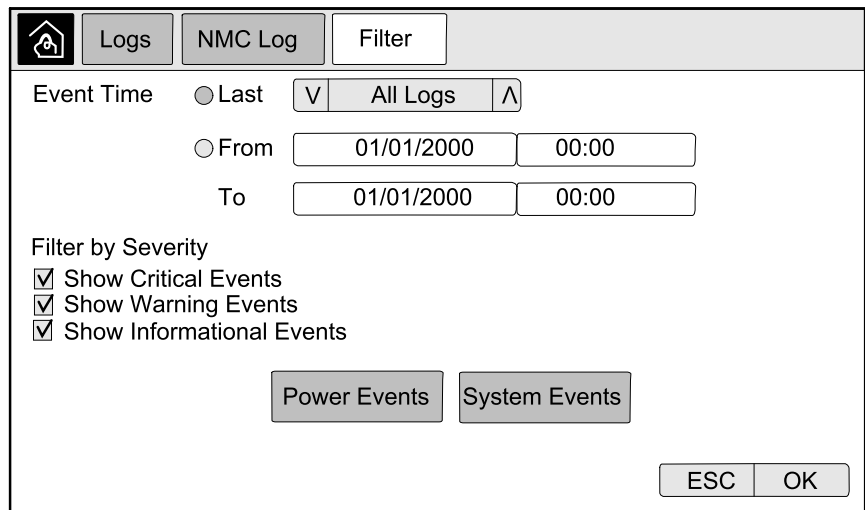 Logs NMC Log Filter
Event Time Last V All Logs Λ
From 01/01/2000 00:00
To 01/01/2000 00:00
Filter by Severity
Show Critical Events
Show Warning Events
Show Informational Events
Power Events System Events
ESC OK